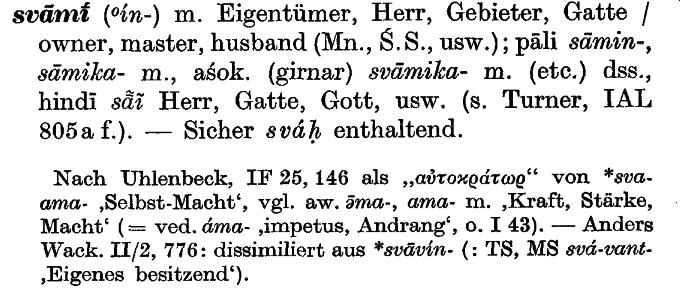 svāmī́ (°ín-) m. Eigentümer, Herr, Gebieter, Gatte /
owner, master, husband (Mn., Ś.S., usw.); pāli sāmin-,
sāmika- m., aśok. (girnar) svāmika- m. (etc.) dss.,
hindī sā̃ī̃ Herr, Gatte, Gott, usw. (s. Turner, IAL
805a f.). — Sicher sváḥ enthaltend.
Nach Uhlenbeck, IF 25, 146 als „αὐτοκράτωρ“ von *sva-
ama- ‚Selbst-Macht‘, vgl. aw. ə̄ma-, ama- m. ‚Kraft, Stärke,
Macht‘ (= ved. áma- ‚impetus, Andrang‘, o. I 43). — Anders
Wack. II/2, 776: dissimiliert aus *svāvín- (: TS, MS svá-vant-
‚Eigenes besitzend‘).